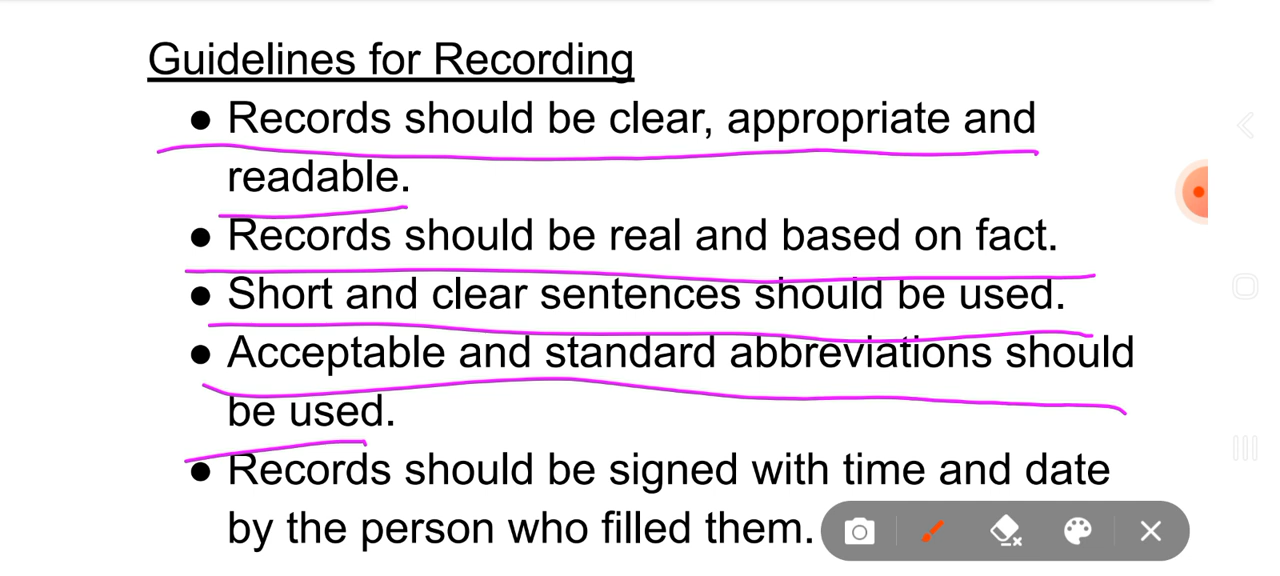 Guidelines for Recording
● Records should be clear, appropriate and
readable.
● Records should be real and based on fact.
● Short and clear sentences should be used.
● Acceptable and standard abbreviations should
be used.
● Records should be signed with time and date
by the person who filled them.